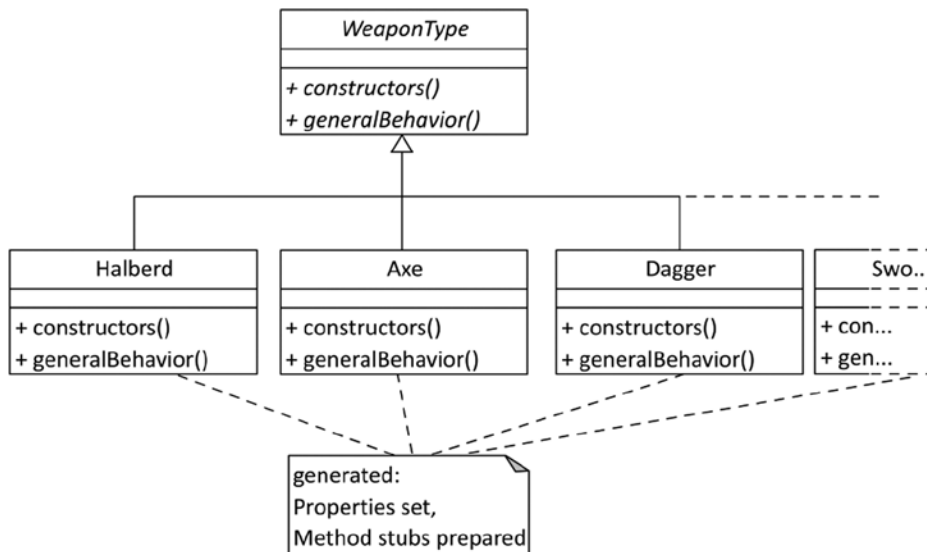 WeaponType
+ constructors()
+ generalBehavior()
Halberd
+ constructors()
+ generalBehavior()
Axe
+ constructors()
+ generalBehavior()
Dagger
+ constructors()
+ generalBehavior()
Swo..
+ con...
+ gen...
generated:
Properties set,
Method stubs prepared